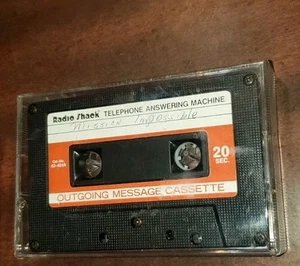 Radio Shack TELEPHONE ANSWERING MACHINE
Mission Impossible
20
SEC.
OUTGOING MESSAGE CASSETTE